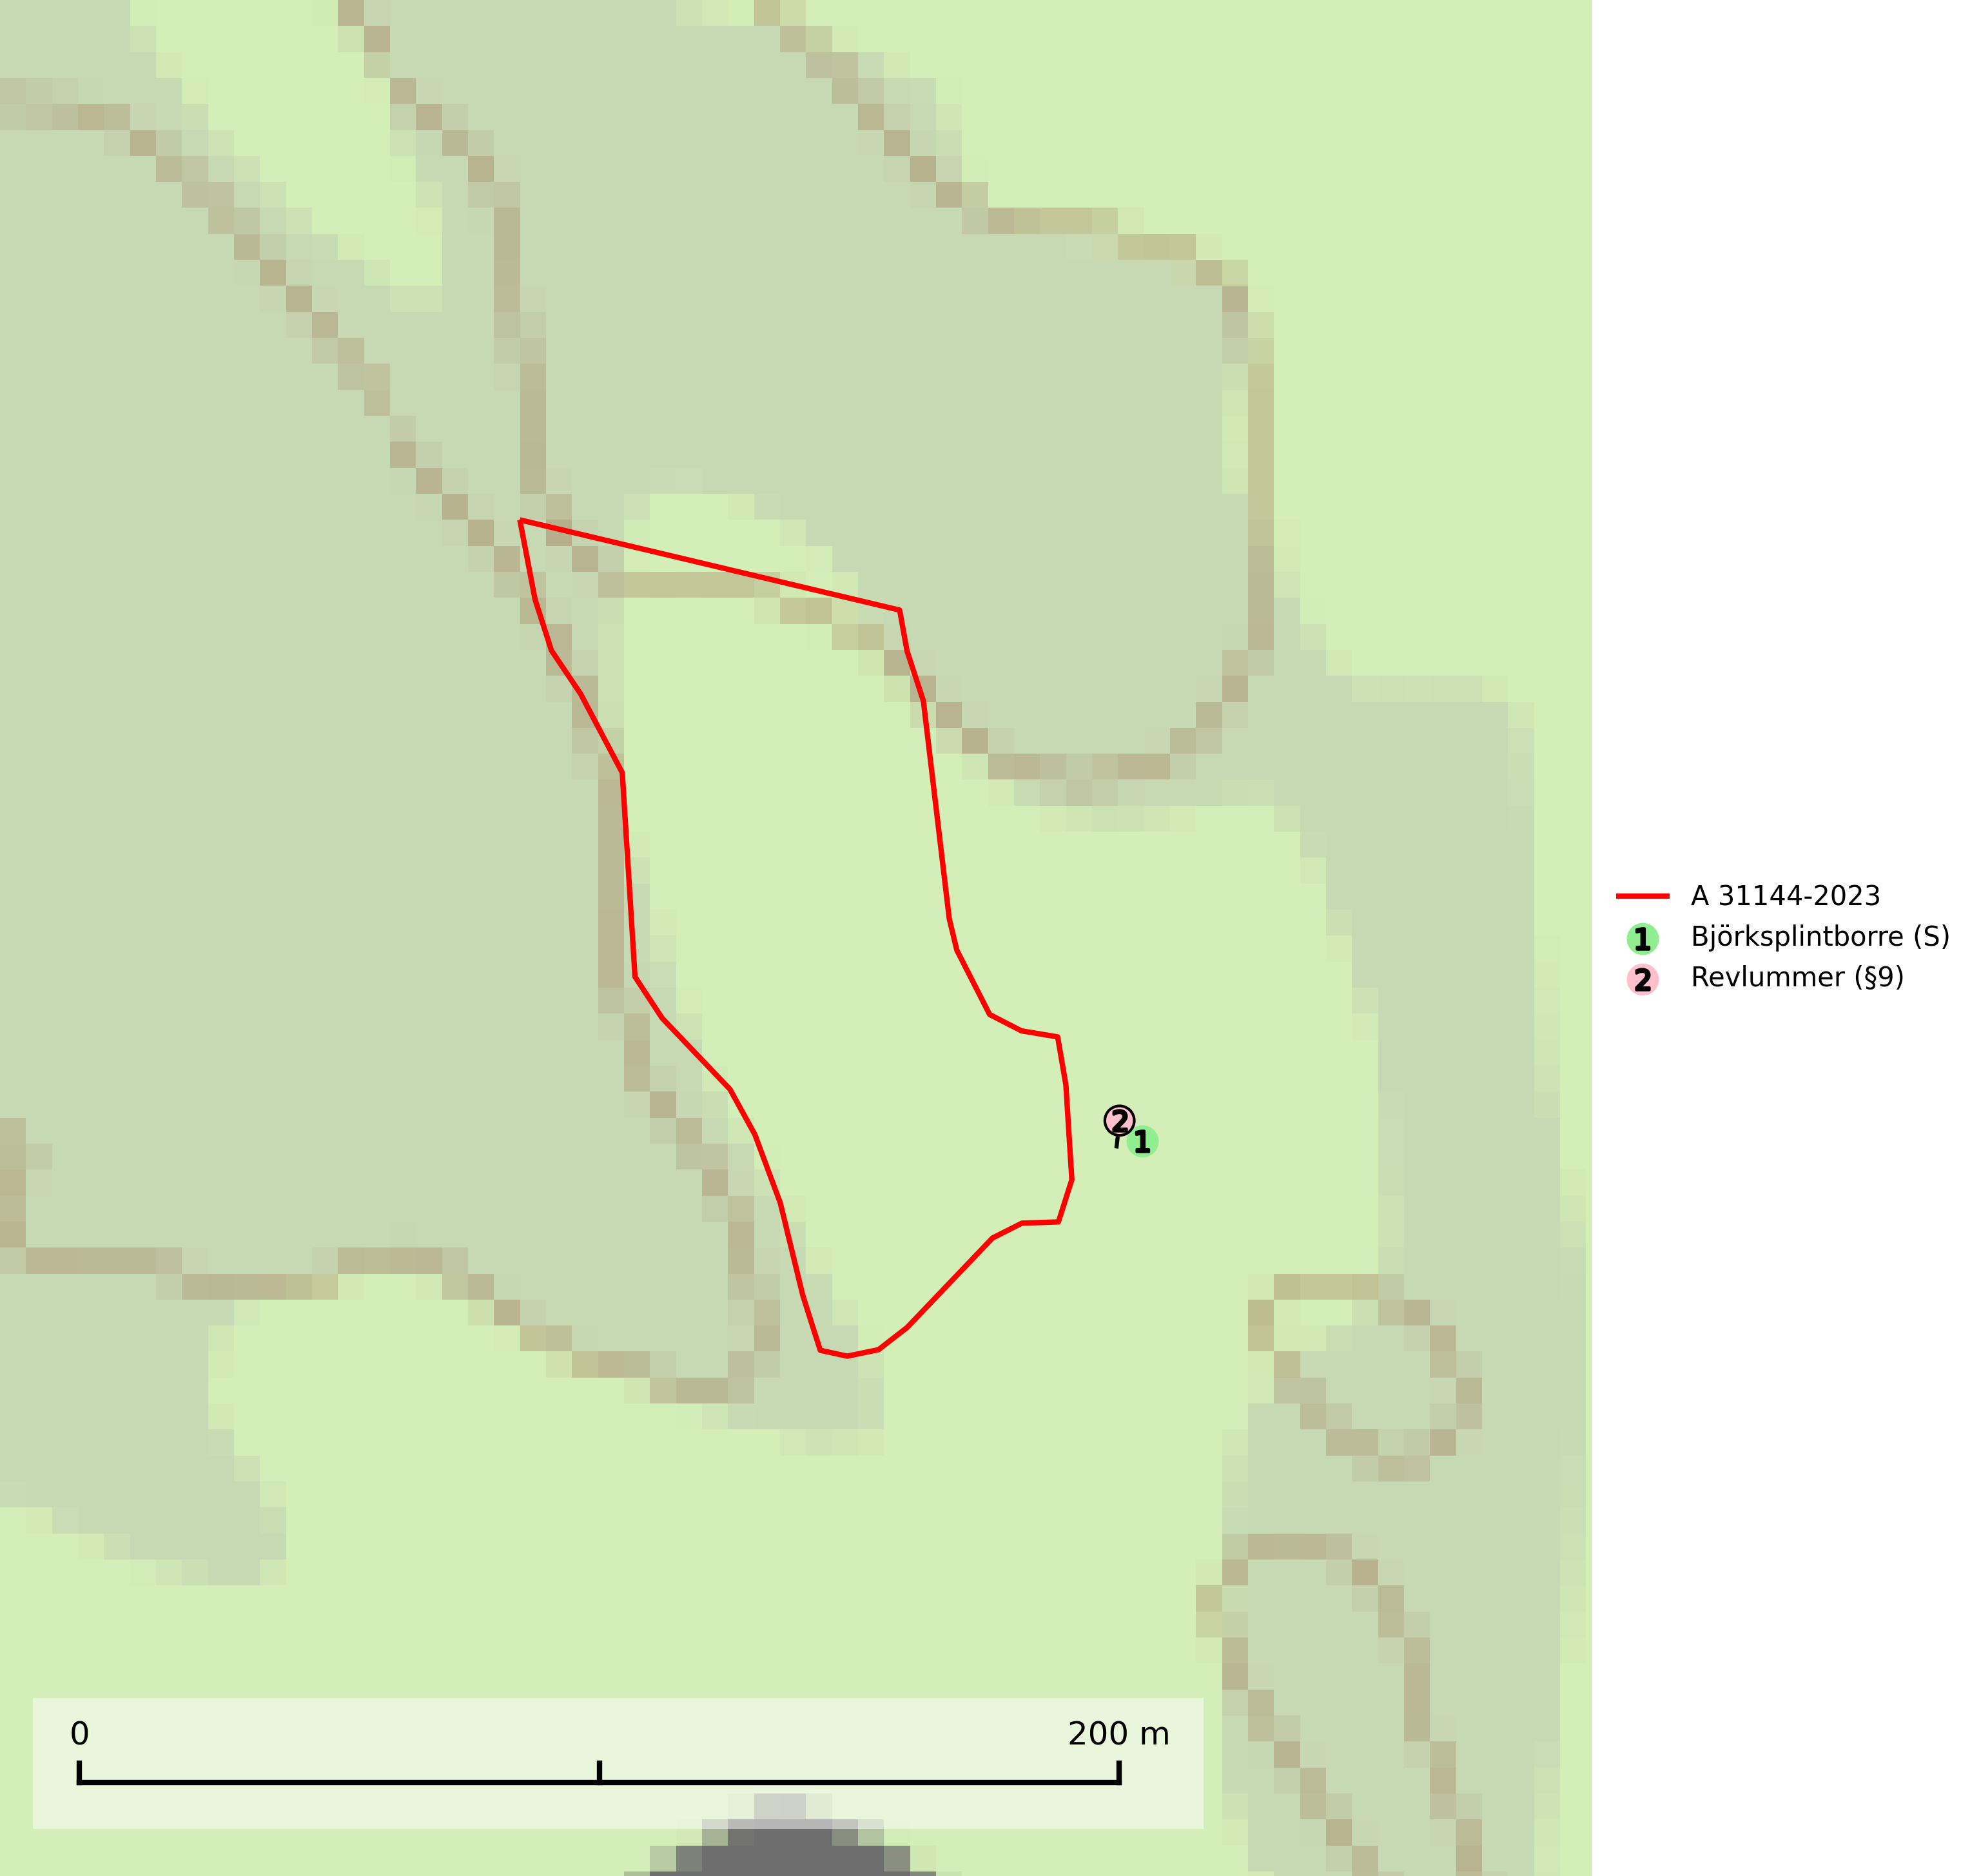 A 31144-2023
1 Björksplintborre (S)
2 Revlummer (§9)
2
1
0 200 m